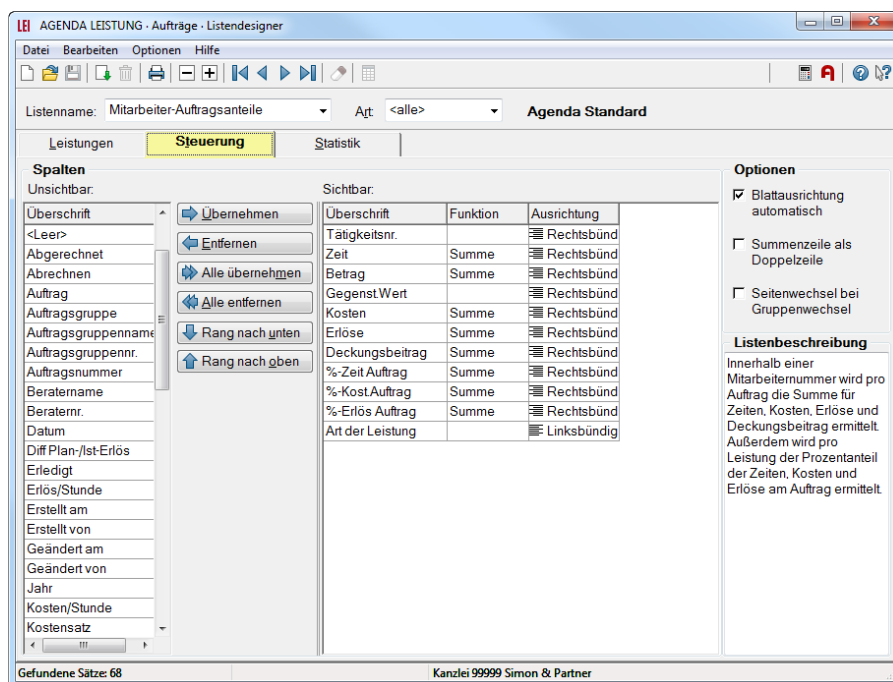 LEI AGENDA LEISTUNG · Aufträge · Listendesigner
Datei Bearbeiten Optionen Hilfe
Listenname: Mitarbeiter-Auftragsanteile Art: <alle> Agenda Standard
Leistungen Steuerung Statistik
Spalten
Unsichtbar:
Überschrift
<Leer>
Abgerechnet
Abrechnen
Auftrag
Auftragsgruppe
Auftragsgruppenname
Auftragsgruppennr.
Auftragsnummer
Beratername
Beraternr.
Datum
Diff Plan-/Ist-Erlös
Erledigt
Erlös/Stunde
Erstellt am
Erstellt von
Geändert am
Geändert von
Jahr
Kosten/Stunde
Kostensatz
Übernehmen
Entfernen
Alle übernehmen
Alle entfernen
Rang nach unten
Rang nach oben
Sichtbar:
Überschrift Funktion Ausrichtung
Tätigkeitsnr. Rechtsbünd
Zeit Summe Rechtsbünd
Betrag Summe Rechtsbünd
Gegenst.Wert Rechtsbünd
Kosten Summe Rechtsbünd
Erlöse Summe Rechtsbünd
Deckungsbeitrag Summe Rechtsbünd
%-Zeit Auftrag Summe Rechtsbünd
%-Kost.Auftrag Summe Rechtsbünd
%-Erlös Auftrag Summe Rechtsbünd
Art der Leistung Linksbündig
Optionen
Blattausrichtung
automatisch
Summenzeile als
Doppelzeile
Seitenwechsel bei
Gruppenwechsel
Listenbeschreibung
Innerhalb einer
Mitarbeiternummer wird pro
Auftrag die Summe für
Zeiten, Kosten, Erlöse und
Deckungsbeitrag ermittelt.
Außerdem wird pro
Leistung der Prozentanteil
der Zeiten, Kosten und
Erlöse am Auftrag ermittelt.
Gefundene Sätze: 68 Kanzlei 99999 Simon & Partner